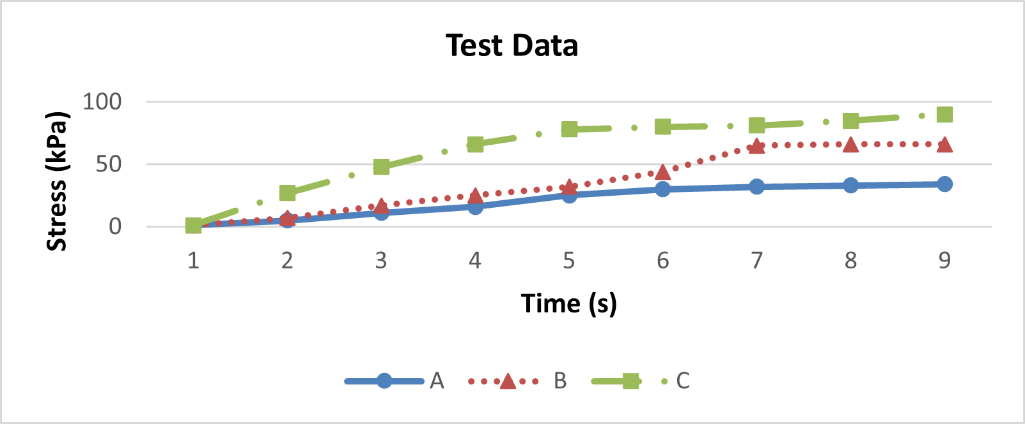 Test Data
Stress (kPa)
100
50
0
1 2 3 4 5 6 7 8 9
Time (s)
A B C